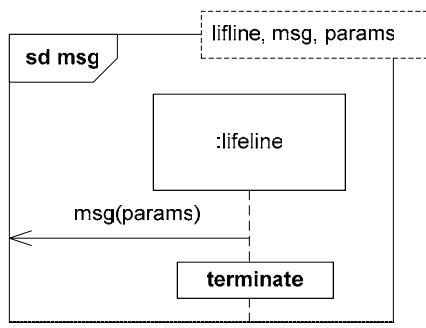 lifline, msg, params
sd msg
:lifeline
msg(params)
terminate